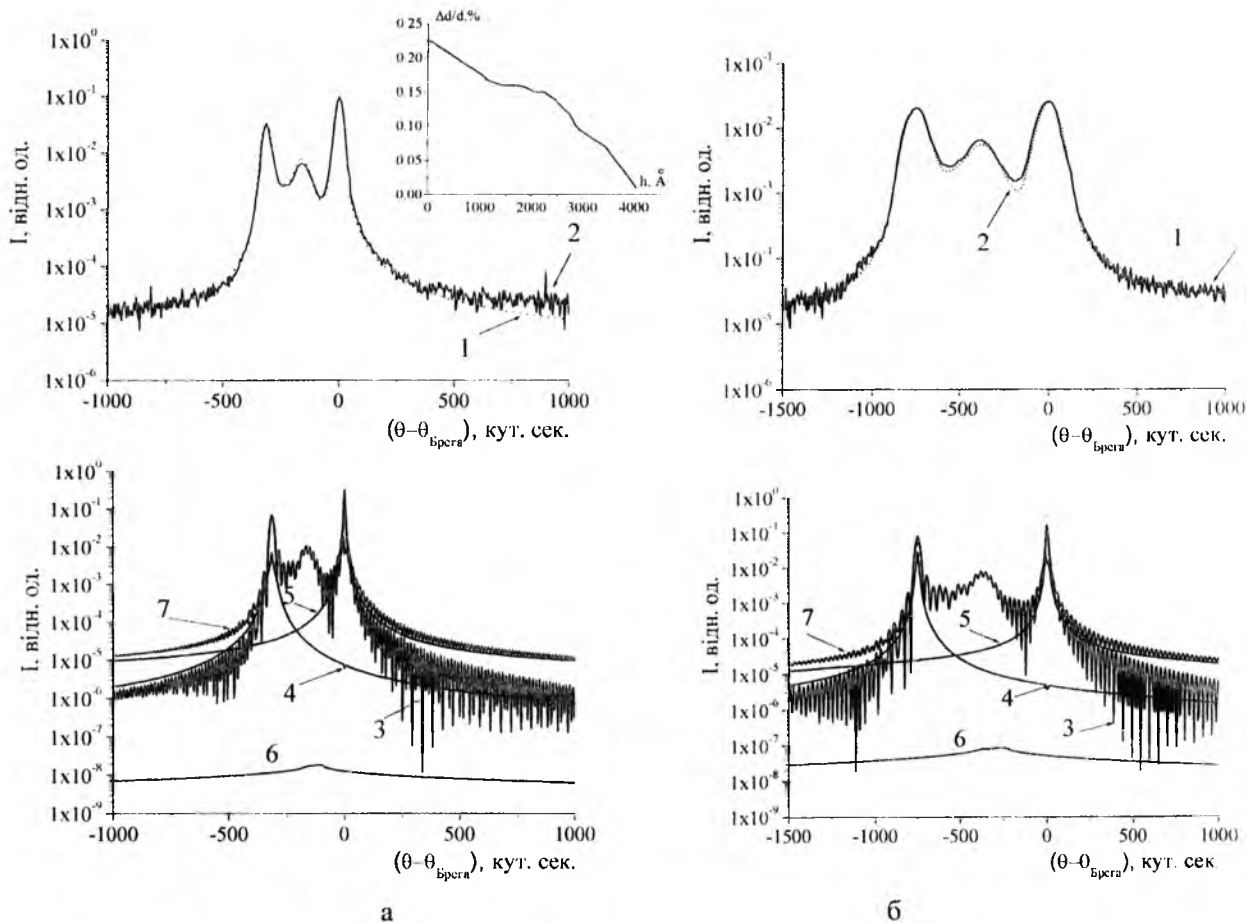 Δd/d.%
0.25
0.20
0.15
0.10
0.05
0.00
0 1000 2000 3000 4000
h. Å
1x10⁰
1x10⁻¹
1x10⁻²
1x10⁻³
1x10⁻⁴
1x10⁻⁵
1x10⁻⁶
I, відн. од.
2
1
-1000 -500 0 500 1000
(θ–θБрега), кут. сек.
1x10⁻¹
1x10⁻²
1x10⁻⁵
1x10⁻⁶
I, відн. од.
2
1
-1500 -1000 -500 0 500 1000
(θ–θБрега), кут. сек.
1x10⁰
1x10⁻¹
1x10⁻²
1x10⁻³
1x10⁻⁴
1x10⁻⁵
1x10⁻⁶
1x10⁻⁷
1x10⁻⁸
1x10⁻⁹
I, відн. од.
7
5
4
3
6
-1000 -500 0 500 1000
(θ–θБрега), кут. сек.
1x10⁰
1x10⁻¹
1x10⁻²
1x10⁻³
1x10⁻⁴
1x10⁻⁵
1x10⁻⁶
1x10⁻⁷
1x10⁻⁸
1x10⁻⁹
I, відн. од.
7
5
4
3
6
-1500 -1000 -500 0 500 1000
(θ–θБрега), кут. сек.
а
б